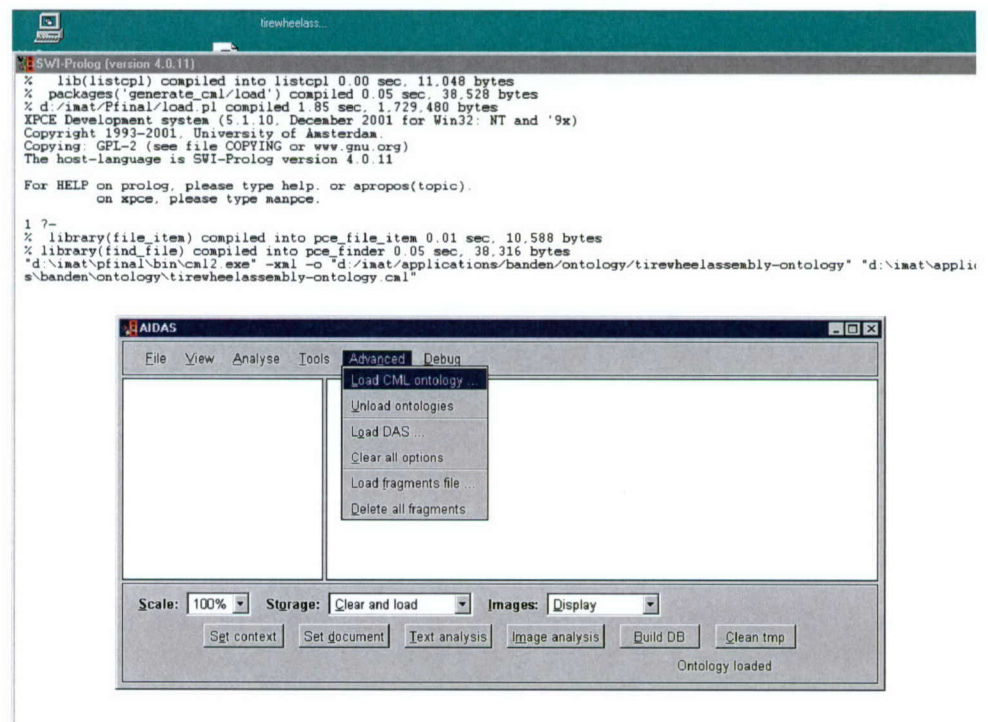 tirewheelass...
SWI-Prolog (version 4.0.11)
%   lib(listcpl) compiled into listcpl 0.00 sec, 11,048 bytes
%  packages('generate_cml/load') compiled 0.05 sec, 38,528 bytes
% d:/imat/Pfinal/load.pl compiled 1.85 sec, 1,729,480 bytes
XPCE Development system (5.1.10, December 2001 for Win32: NT and '9x)
Copyright 1993-2001, University of Amsterdam.
Copying: GPL-2 (see file COPYING or www.gnu.org)
The host-language is SWI-Prolog version 4.0.11
For HELP on prolog, please type help. or apropos(topic).
on xpce, please type manpce.
1 ?-
%  library(file_item) compiled into pce_file_item 0.01 sec, 10,588 bytes
% library(find_file) compiled into pce_finder 0.05 sec, 38,316 bytes
"d:\imat\pfinal\bin\cml2.exe" -xml -o "d:/imat/applications/banden/ontology/tirewheelassembly-ontology" "d:\imat\applic
s\banden\ontology\tirewheelassembly-ontology.cml"
AIDAS
File View Analyse Tools Advanced Debug
Load CML ontology ...
Unload ontologies
Load DAS ...
Clear all options
Load fragments file ...
Delete all fragments
Scale: 100% Storage: Clear and load Images: Display
Set context Set document Text analysis Image analysis Build DB Clean tmp
Ontology loaded